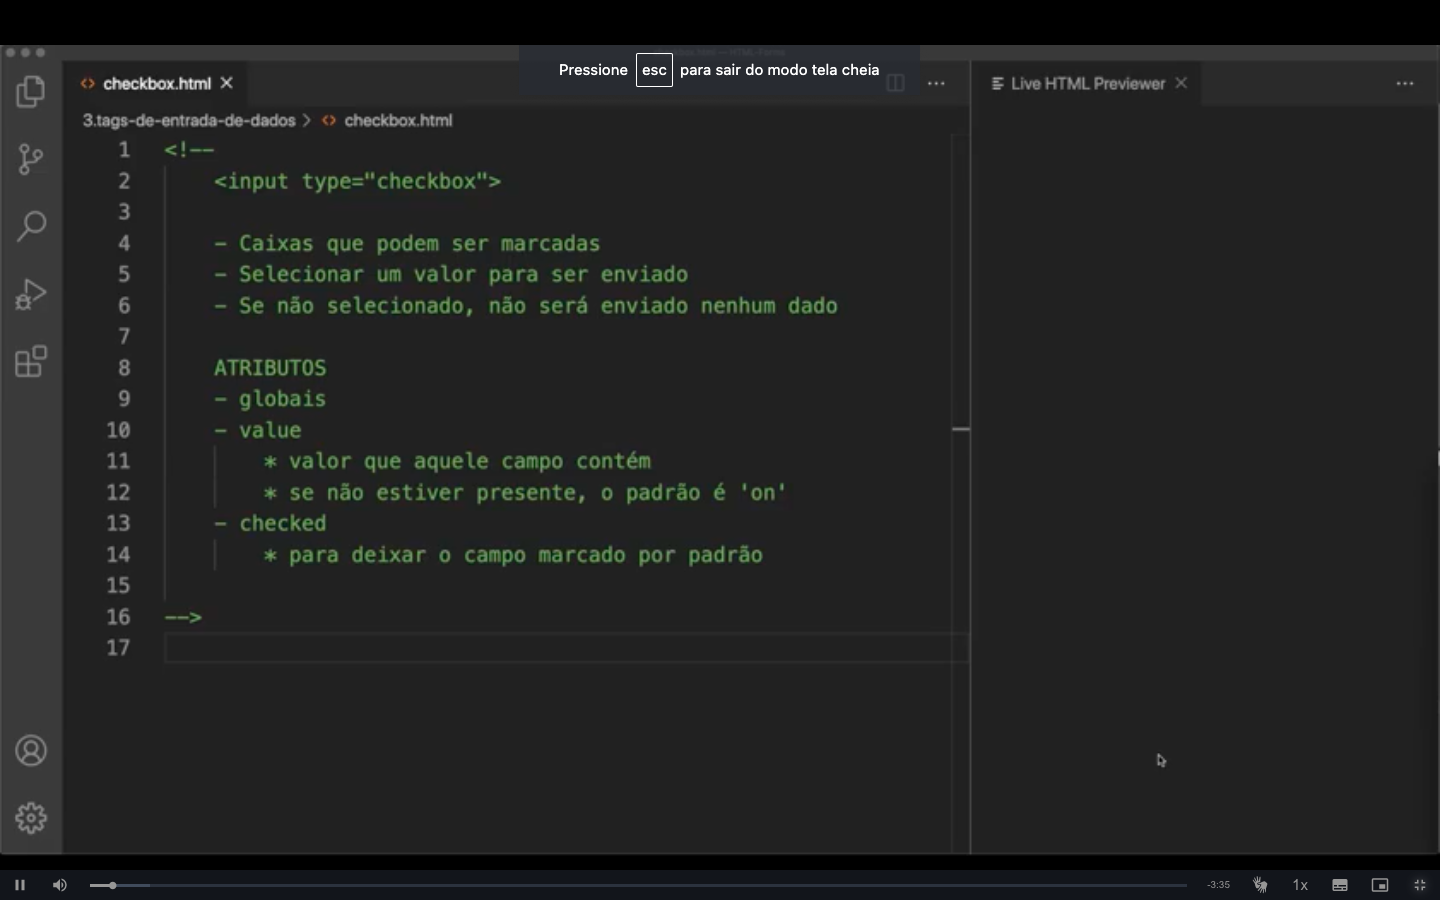 Pressione esc para sair do modo tela cheia
checkbox.html
Live HTML Previewer
3.tags-de-entrada-de-dados > checkbox.html
1 <!--
2 <input type="checkbox">
3
4 - Caixas que podem ser marcadas
5 - Selecionar um valor para ser enviado
6 - Se não selecionado, não será enviado nenhum dado
7
8 ATRIBUTOS
9 - globais
10 - value
11 * valor que aquele campo contém
12 * se não estiver presente, o padrão é 'on'
13 - checked
14 * para deixar o campo marcado por padrão
15
16 -->
17
-3:35
1x